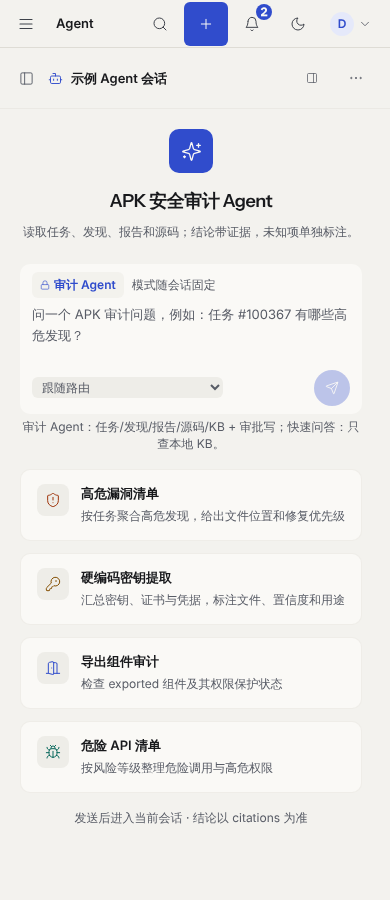 Agent
2
D
示例 Agent 会话
APK 安全审计 Agent
读取任务、发现、报告和源码；结论带证据，未知项单独标注。
审计 Agent 模式随会话固定
问一个 APK 审计问题，例如：任务 #100367 有哪些高
危发现？
跟随路由
审计 Agent：任务/发现/报告/源码/KB + 审批写；快速问答：只
查本地 KB。
高危漏洞清单
按任务聚合高危发现，给出文件位置和修复优先级
硬编码密钥提取
汇总密钥、证书与凭据，标注文件、置信度和用途
导出组件审计
检查 exported 组件及其权限保护状态
危险 API 清单
按风险等级整理危险调用与高危权限
发送后进入当前会话 · 结论以 citations 为准